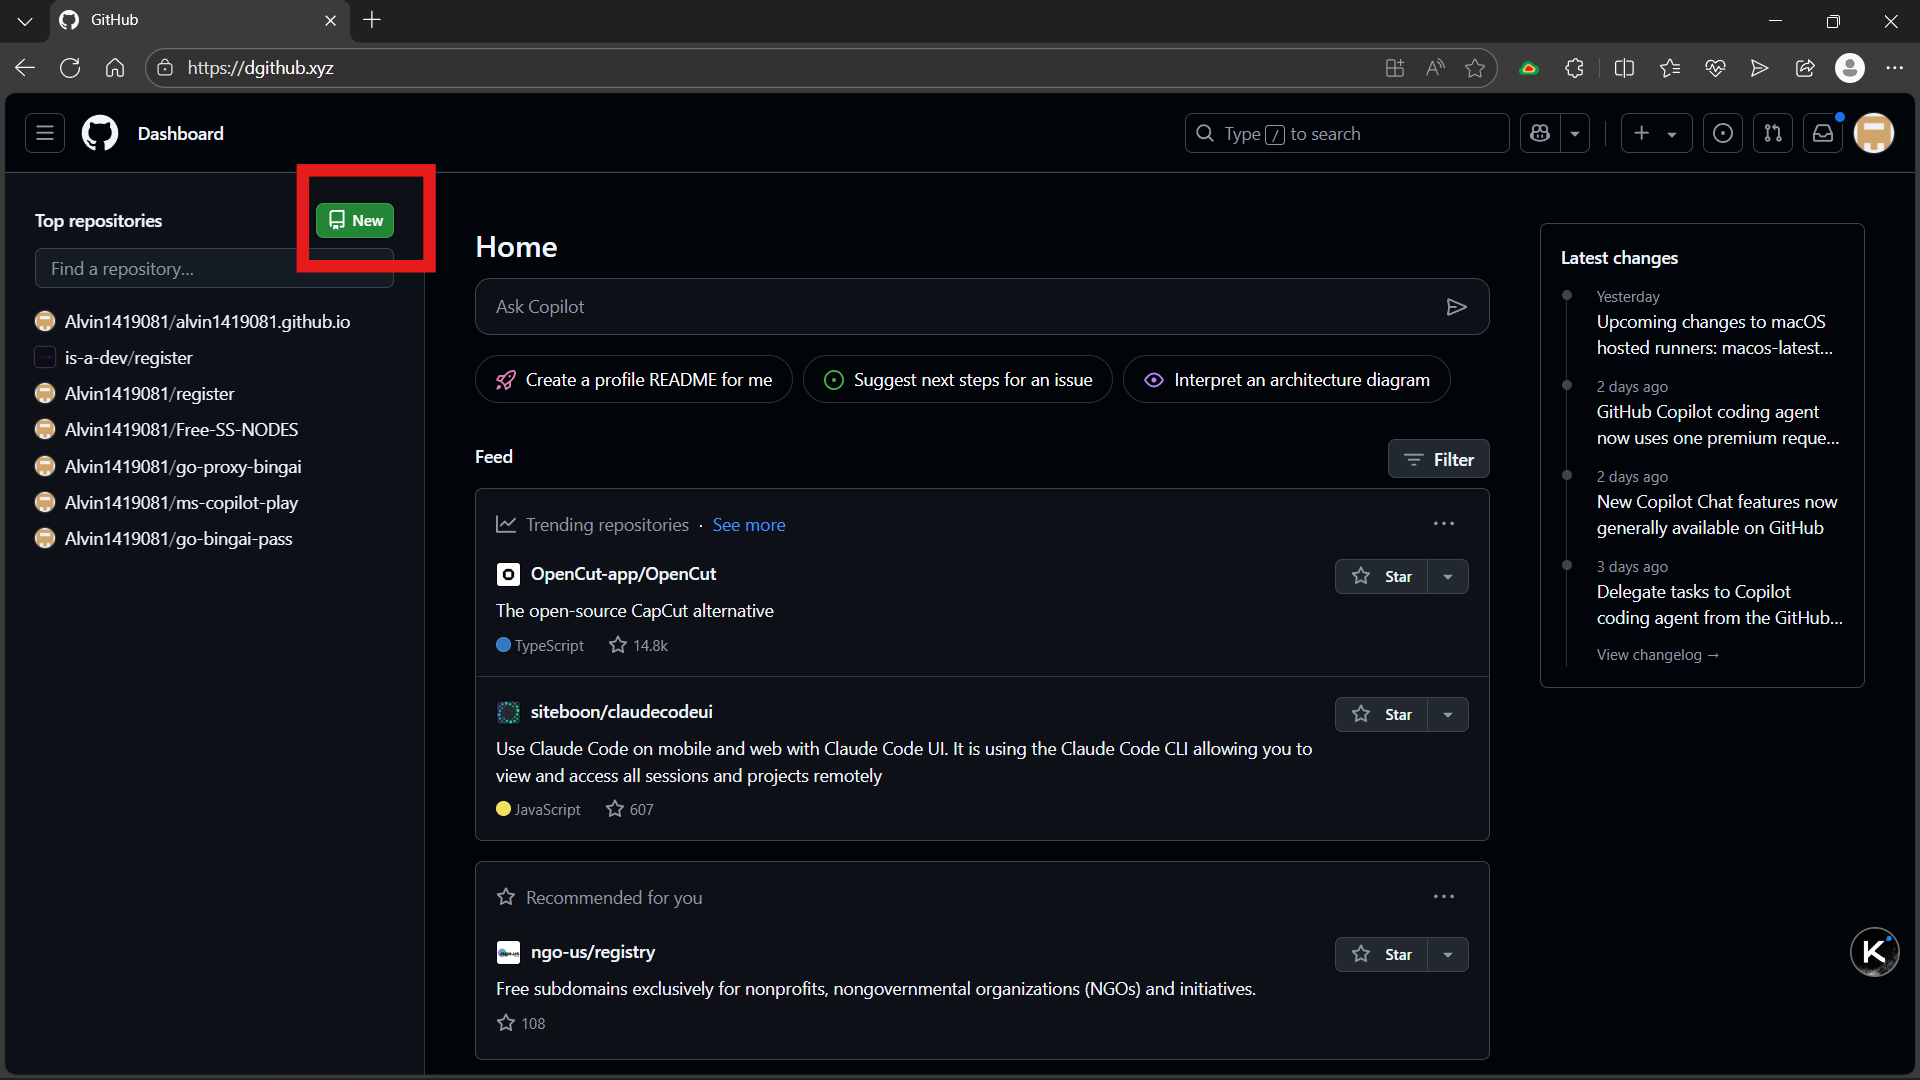 GitHub
https://dgithub.xyz
Dashboard
Type / to search
Top repositories
New
Find a repository...
Alvin1419081/alvin1419081.github.io
is-a-dev/register
Alvin1419081/register
Alvin1419081/Free-SS-NODES
Alvin1419081/go-proxy-bingai
Alvin1419081/ms-copilot-play
Alvin1419081/go-bingai-pass
Home
Ask Copilot
Create a profile README for me
Suggest next steps for an issue
Interpret an architecture diagram
Feed
Filter
Trending repositories · See more
OpenCut-app/OpenCut
Star
The open-source CapCut alternative
TypeScript
14.8k
siteboon/claudecodeui
Star
Use Claude Code on mobile and web with Claude Code UI. It is using the Claude Code CLI allowing you to
view and access all sessions and projects remotely
JavaScript
607
Recommended for you
ngo-us/registry
Star
Free subdomains exclusively for nonprofits, nongovernmental organizations (NGOs) and initiatives.
108
Latest changes
Yesterday
Upcoming changes to macOS
hosted runners: macos-latest...
2 days ago
GitHub Copilot coding agent
now uses one premium reque...
2 days ago
New Copilot Chat features now
generally available on GitHub
3 days ago
Delegate tasks to Copilot
coding agent from the GitHub...
View changelog →
K